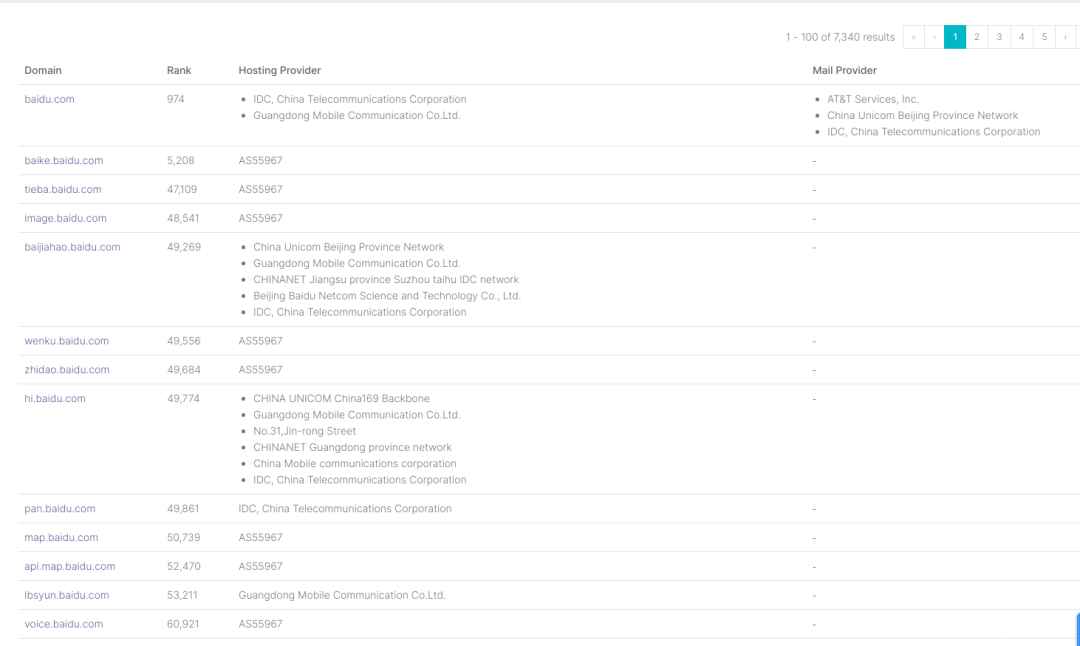 1 - 100 of 7,340 results « ‹ 1 2 3 4 5 ›
Domain Rank Hosting Provider Mail Provider
baidu.com 974 • IDC, China Telecommunications Corporation • AT&T Services, Inc.
• Guangdong Mobile Communication Co.Ltd. • China Unicom Beijing Province Network
• IDC, China Telecommunications Corporation
baike.baidu.com 5,208 AS55967 -
tieba.baidu.com 47,109 AS55967 -
image.baidu.com 48,541 AS55967 -
baijiahao.baidu.com 49,269 • China Unicom Beijing Province Network -
• Guangdong Mobile Communication Co.Ltd.
• CHINANET Jiangsu province Suzhou taihu IDC network
• Beijing Baidu Netcom Science and Technology Co., Ltd.
• IDC, China Telecommunications Corporation
wenku.baidu.com 49,556 AS55967 -
zhidao.baidu.com 49,684 AS55967 -
hi.baidu.com 49,774 • CHINA UNICOM China169 Backbone -
• Guangdong Mobile Communication Co.Ltd.
• No.31,Jin-rong Street
• CHINANET Guangdong province network
• China Mobile communications corporation
• IDC, China Telecommunications Corporation
pan.baidu.com 49,861 IDC, China Telecommunications Corporation -
map.baidu.com 50,739 AS55967 -
api.map.baidu.com 52,470 AS55967 -
lbsyun.baidu.com 53,211 Guangdong Mobile Communication Co.Ltd. -
voice.baidu.com 60,921 AS55967 -